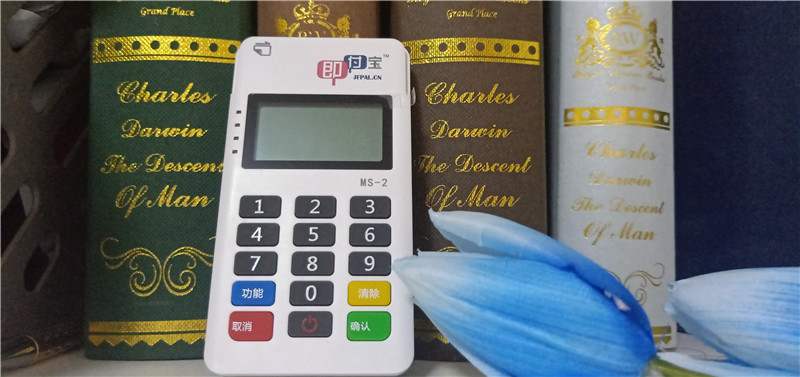 Grand Place
Charles
Darwin
The Descent
Of Man
即付宝™
JFPAL.CN
MS-2
1 2 3
4 5 6
7 8 9
功能 0 清除
取消 确认
Grand Place
Charles
Darwin
The Descent
Of Man
Charles
Darwin
The Descent
Of Man